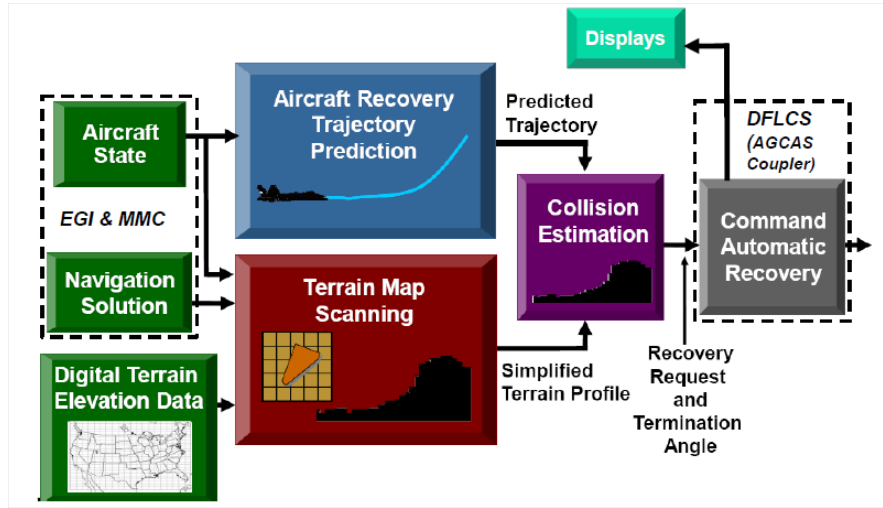 Displays
Aircraft
State
EGI & MMC
Navigation
Solution
Digital Terrain
Elevation Data
Aircraft Recovery
Trajectory
Prediction
Terrain Map
Scanning
Predicted
Trajectory
Simplified
Terrain Profile
Collision
Estimation
Recovery
Request
and
Termination
Angle
DFLCS
(AGCAS
Coupler)
Command
Automatic
Recovery